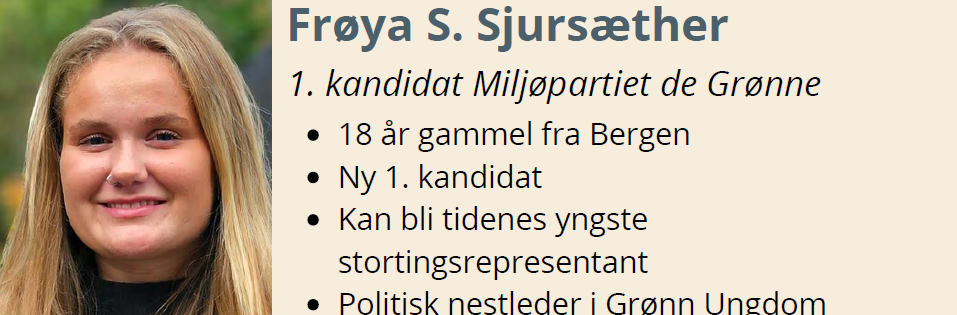 Frøya S. Sjursæther
1. kandidat Miljøpartiet de Grønne
• 18 år gammel fra Bergen
• Ny 1. kandidat
• Kan bli tidenes yngste
stortingsrepresentant
• Politisk nestleder i Grønn Ungdom